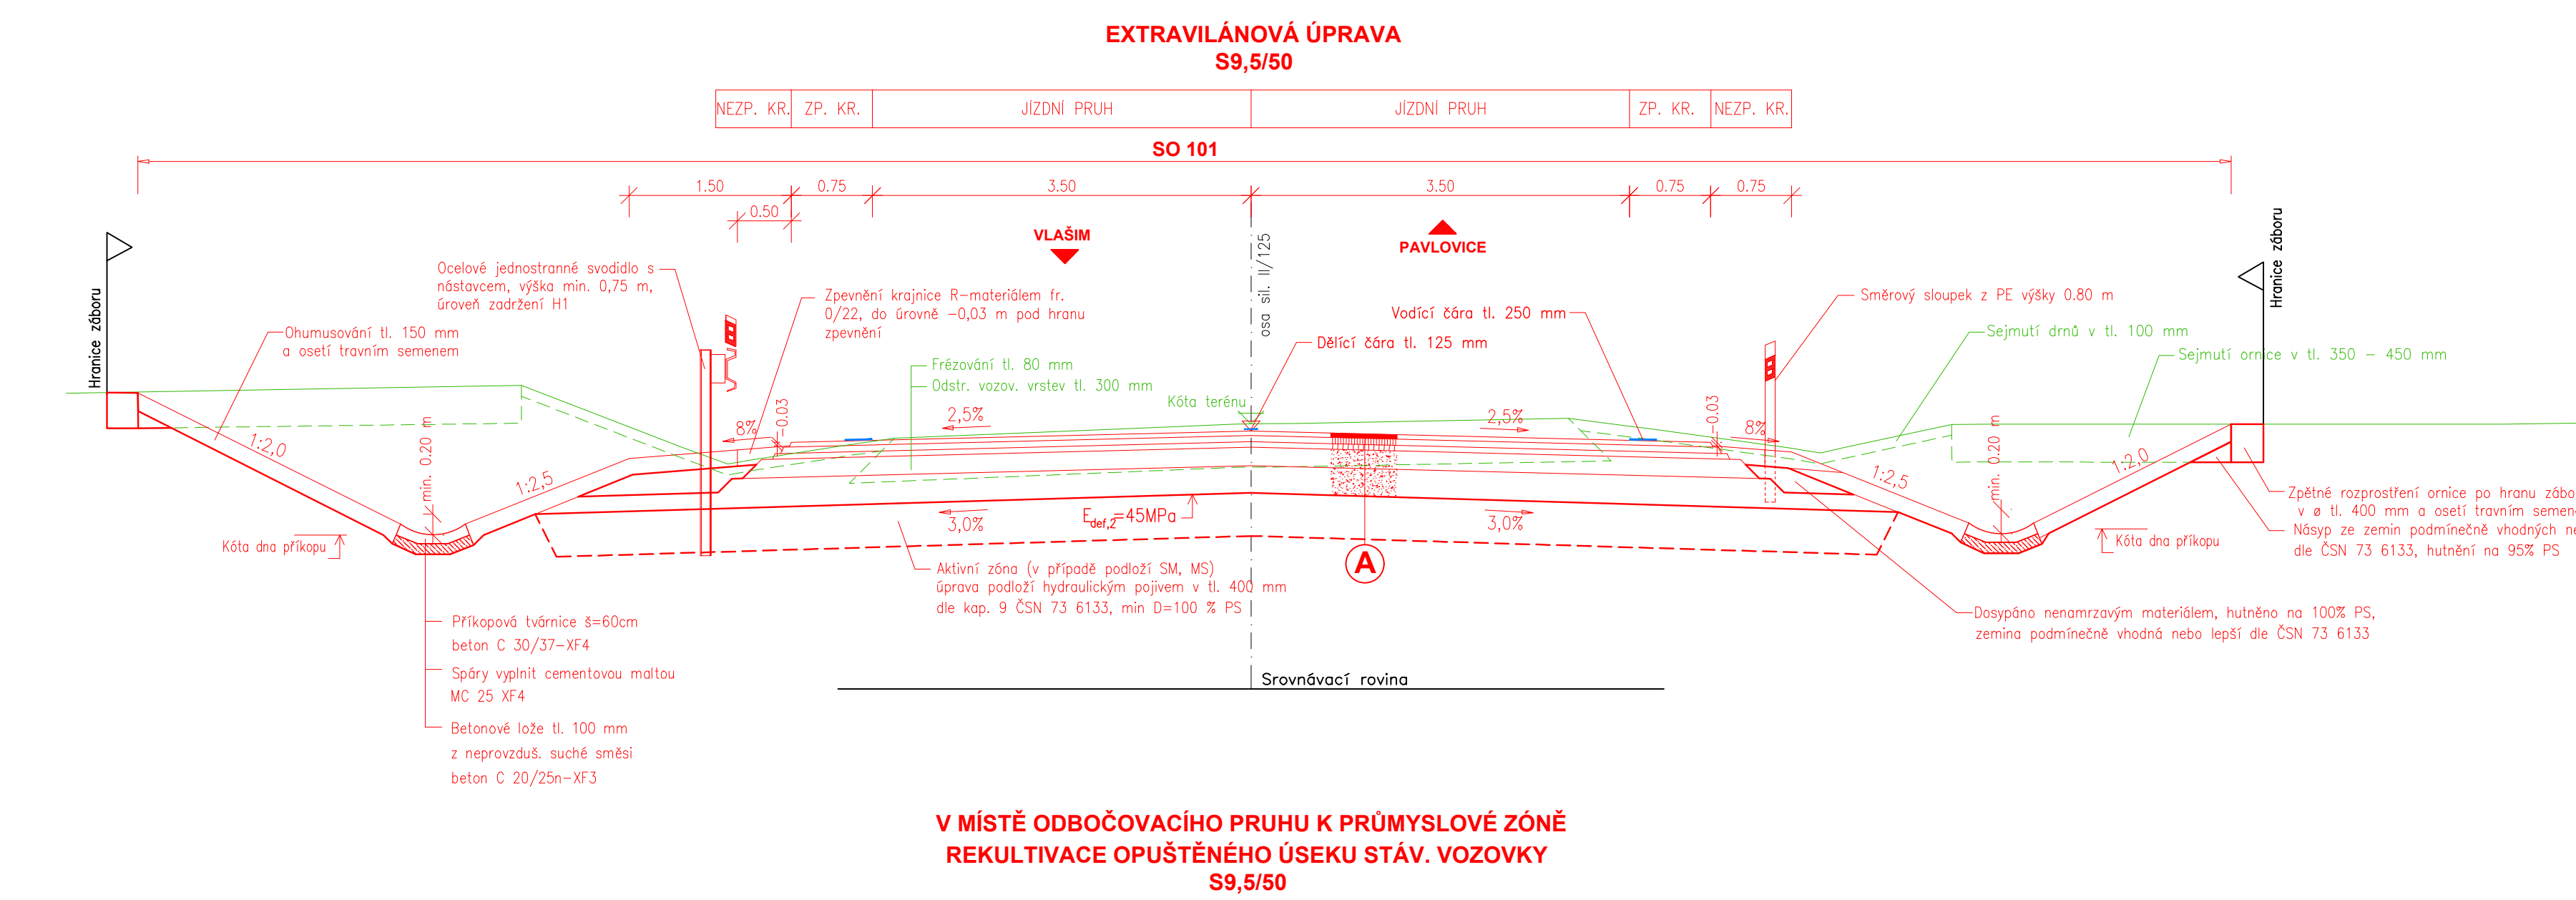 EXTRAVILÁNOVÁ ÚPRAVA
S9,5/50
NEZP. KR. ZP. KR. JÍZDNÍ PRUH JÍZDNÍ PRUH ZP. KR. NEZP. KR.
SO 101
1.50 0.75 3.50 3.50 0.75 0.75
0.50
VLAŠIM
PAVLOVICE
osa sil. II/125
Hranice záboru
Hranice záboru
Ocelové jednostranné svodidlo s
nástavcem, výška min. 0,75 m,
úroveň zadržení H1
Zpevnění krajnice R-materiálem fr.
0/22, do úrovně -0,03 m pod hranu
zpevnění
Ohumusování tl. 150 mm
a osetí travním semenem
Vodící čára tl. 250 mm
Dělící čára tl. 125 mm
Směrový sloupek z PE výšky 0.80 m
Sejmutí drnů v tl. 100 mm
Sejmutí ornice v tl. 350 - 450 mm
Frézování tl. 80 mm
Odstr. vozov. vrstev tl. 300 mm
Kóta terénu
1:2,0
min. 0.20 m
1:2,5
8%
-0.03
2,5%
2,5%
-0.03
8%
1:2,5
min. 0.20 m
1:2,0
3,0%
Edef,2=45MPa
3,0%
Kóta dna příkopu
Kóta dna příkopu
A
Zpětné rozprostření ornice po hranu zábo
v ø tl. 400 mm a osetí travním semen
Násyp ze zemin podmínečně vhodných ne
dle ČSN 73 6133, hutnění na 95% PS
Aktivní zóna (v případě podloží SM, MS)
úprava podloží hydraulickým pojivem v tl. 400 mm
dle kap. 9 ČSN 73 6133, min D=100 % PS
Dosypáno nenamrzavým materiálem, hutněno na 100% PS,
zemina podmínečně vhodná nebo lepší dle ČSN 73 6133
Příkopová tvárnice š=60cm
beton C 30/37-XF4
Spáry vyplnit cementovou maltou
MC 25 XF4
Betonové lože tl. 100 mm
z neprovzduš. suché směsi
beton C 20/25n-XF3
Srovnávací rovina
V MÍSTĚ ODBOČOVACÍHO PRUHU K PRŮMYSLOVÉ ZÓNĚ
REKULTIVACE OPUŠTĚNÉHO ÚSEKU STÁV. VOZOVKY
S9,5/50